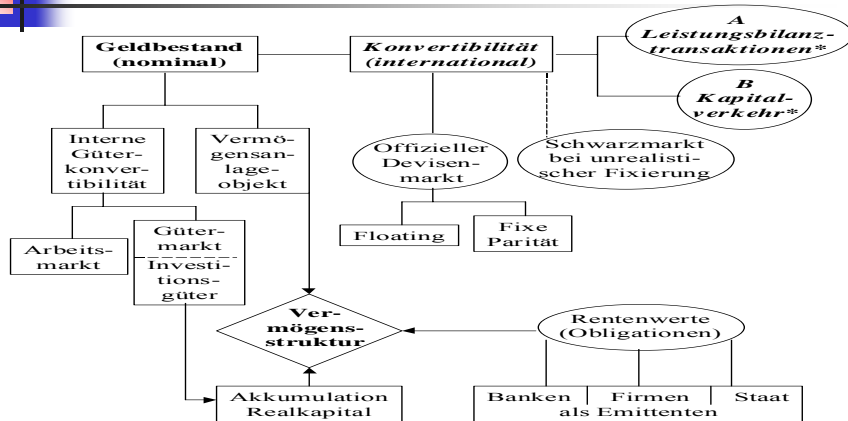 A
Leistungsbilanz-
transaktionen*
Geldbestand
(nominal)
Konvertibilität
(international)
B
Kapital-
verkehr*
Interne
Güter-
konver-
tibilität
Vermö-
gensan-
lage-
objekt
Offizieller
Devisen-
markt
Schwarzmarkt
bei unrealisti-
scher Fixierung
Arbeits-
markt
Güter-
markt
Investi-
tions-
güter
Floating
Fixe
Parität
Ver-
mögens-
struktur
Rentenwerte
(Obligationen)
Akkumulation
Realkapital
Banken | Firmen | Staat
als Emittenten